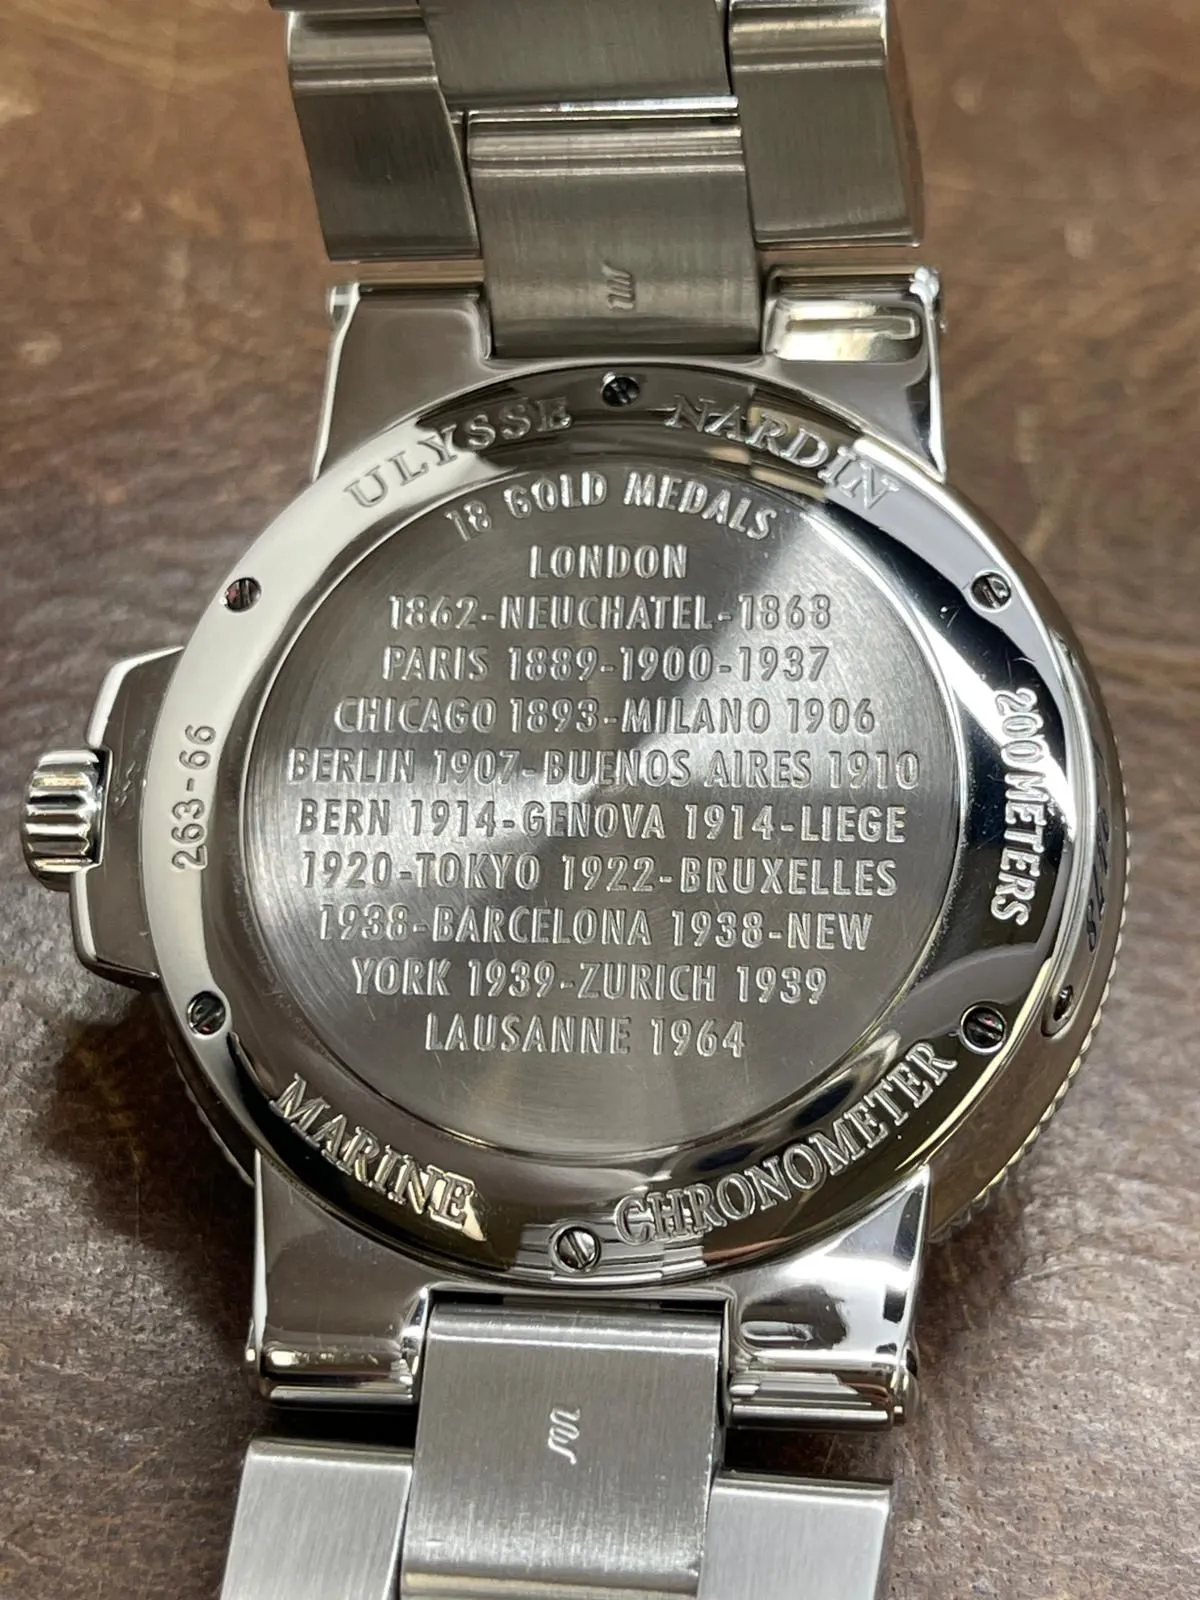 ULYSSE NARDIN
18 GOLD MEDALS
LONDON
1862-NEUCHATEL-1868
PARIS 1889-1900-1937
CHICAGO 1893-MILANO 1906
BERLIN 1907-BUENOS AIRES 1910
BERN 1914-GENOVA 1914-LIEGE
1920-TOKYO 1922-BRUXELLES
1938-BARCELONA 1938-NEW
YORK 1939-ZURICH 1939
LAUSANNE 1964
263-66
200 METERS
MARINE CHRONOMETER